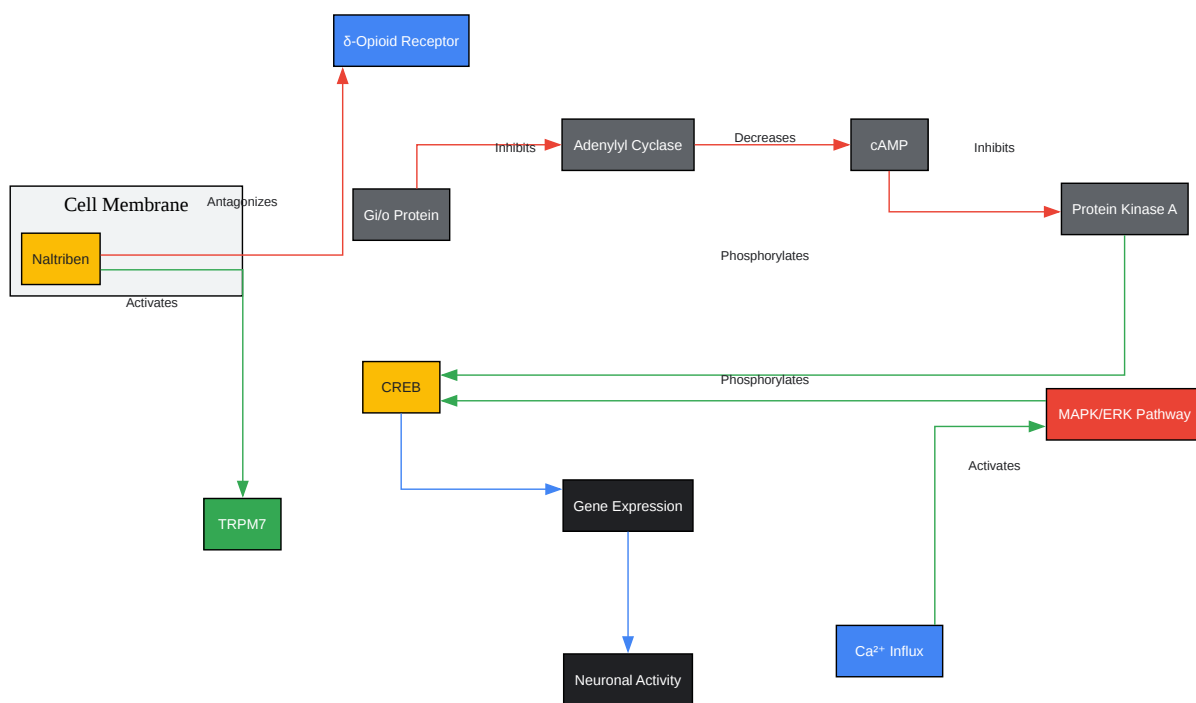 δ-Opioid Receptor
Decreases
Adenylyl Cyclase
cAMP
Inhibits
Inhibits
Cell Membrane
Antagonizes
Gi/o Protein
Protein Kinase A
Naltriben
Phosphorylates
Activates
Phosphorylates
CREB
MAPK/ERK Pathway
Activates
Gene Expression
TRPM7
Ca²⁺ Influx
Neuronal Activity